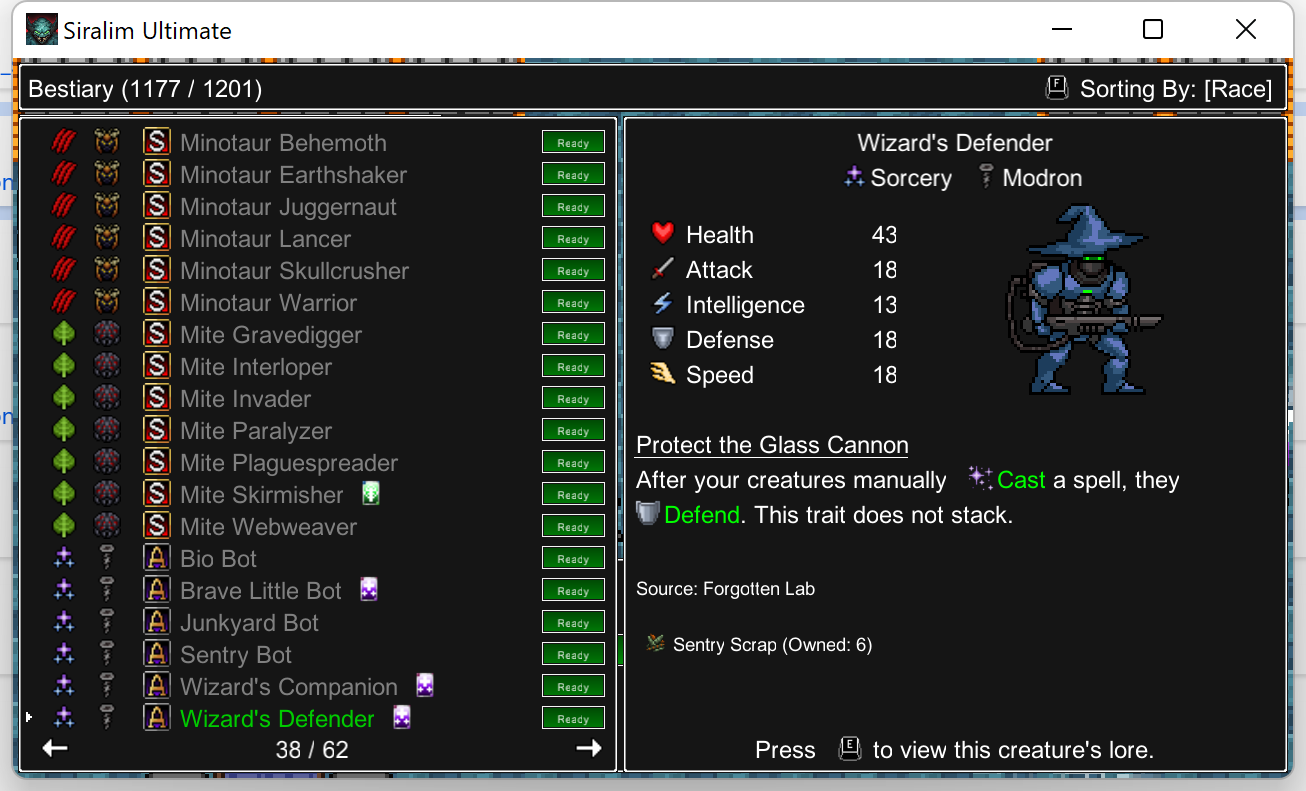 Siralim Ultimate
Bestiary (1177 / 1201)
F Sorting By: [Race]
S Minotaur Behemoth Ready
S Minotaur Earthshaker Ready
S Minotaur Juggernaut Ready
S Minotaur Lancer Ready
S Minotaur Skullcrusher Ready
S Minotaur Warrior Ready
S Mite Gravedigger Ready
S Mite Interloper Ready
S Mite Invader Ready
S Mite Paralyzer Ready
S Mite Plaguespreader Ready
S Mite Skirmisher Ready
S Mite Webweaver Ready
A Bio Bot Ready
A Brave Little Bot Ready
A Junkyard Bot Ready
A Sentry Bot Ready
A Wizard's Companion Ready
A Wizard's Defender Ready
38 / 62
Wizard's Defender
Sorcery Modron
Health 43
Attack 18
Intelligence 13
Defense 18
Speed 18
Protect the Glass Cannon
After your creatures manually Cast a spell, they
Defend. This trait does not stack.
Source: Forgotten Lab
Sentry Scrap (Owned: 6)
Press E to view this creature's lore.